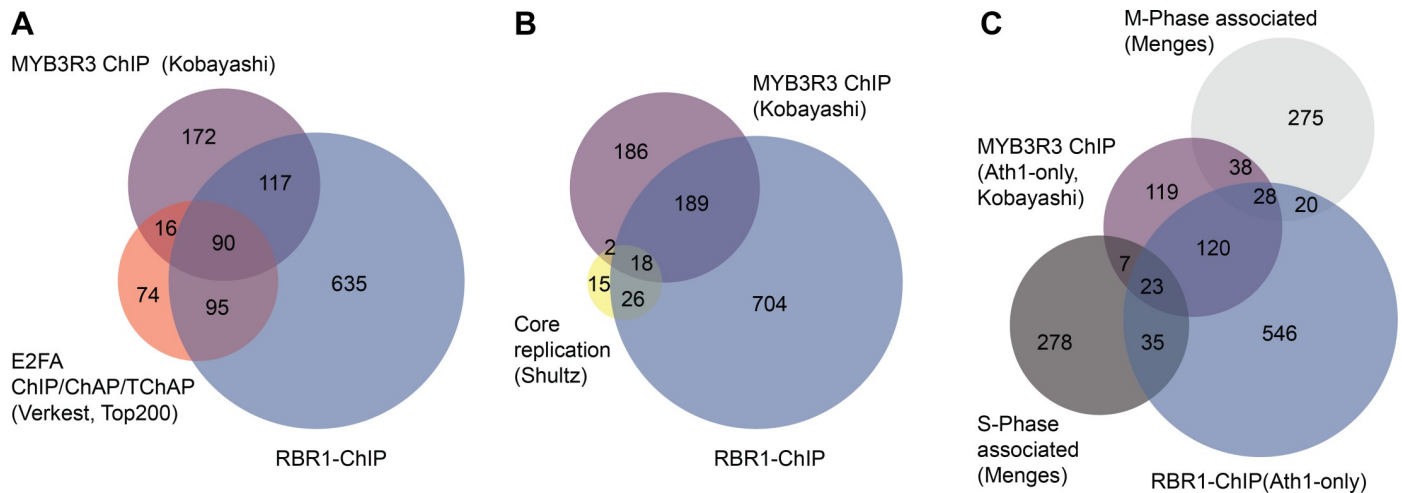 A
MYB3R3 ChIP (Kobayashi)
172
117
16
90
74
95
635
E2FA
ChIP/ChAP/TChAP
(Verkest, Top200)
RBR1-ChIP
B
MYB3R3 ChIP
(Kobayashi)
186
189
2
18
15
26
704
Core
replication
(Shultz)
RBR1-ChIP
C
M-Phase associated
(Menges)
275
MYB3R3 ChIP
(Ath1-only,
Kobayashi)
38
119
28
20
120
7
23
278
35
546
S-Phase
associated
(Menges)
RBR1-ChIP(Ath1-only)